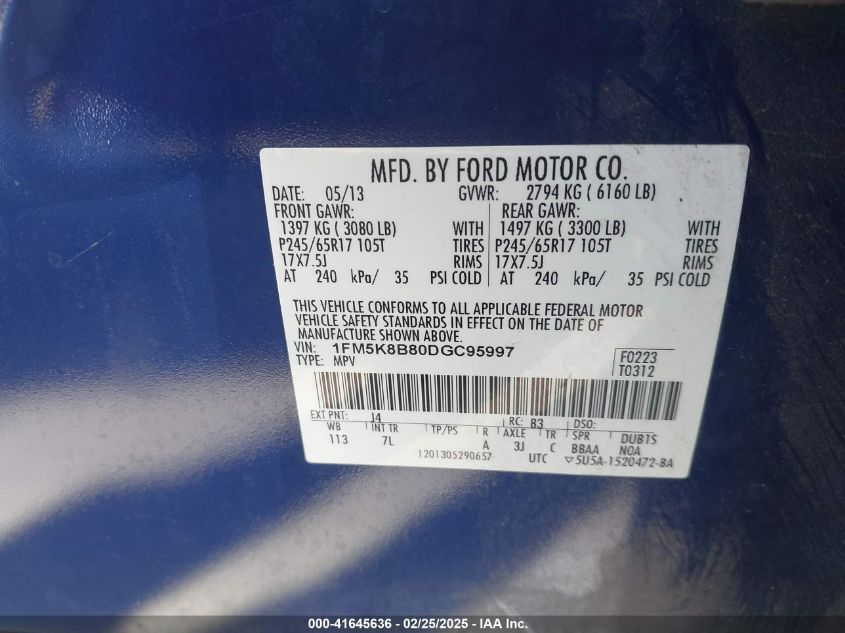 MFD. BY FORD MOTOR CO.
DATE: 05/13 GVWR: 2794 KG ( 6160 LB)
FRONT GAWR: REAR GAWR:
1397 KG ( 3080 LB) WITH 1497 KG ( 3300 LB) WITH
P245/65R17 105T TIRES P245/65R17 105T TIRES
17X7.5J RIMS 17X7.5J RIMS
AT 240 kPa/ 35 PSI COLD AT 240 kPa/ 35 PSI COLD
THIS VEHICLE CONFORMS TO ALL APPLICABLE FEDERAL MOTOR
VEHICLE SAFETY STANDARDS IN EFFECT ON THE DATE OF
MANUFACTURE SHOWN ABOVE.
VIN: 1FM5K8B80DGC95997 F0223
TYPE: MPV T0312
EXT PNT: J4 RC: 83 DSO:
WB INT TR TP/PS R AXLE TR SPR DUB1S
113 7L A 3J C BBAA NOA
1201305290657 UTC ▽5U5A-1520472-BA
000-41645636 - 02/25/2025 - IAA Inc.